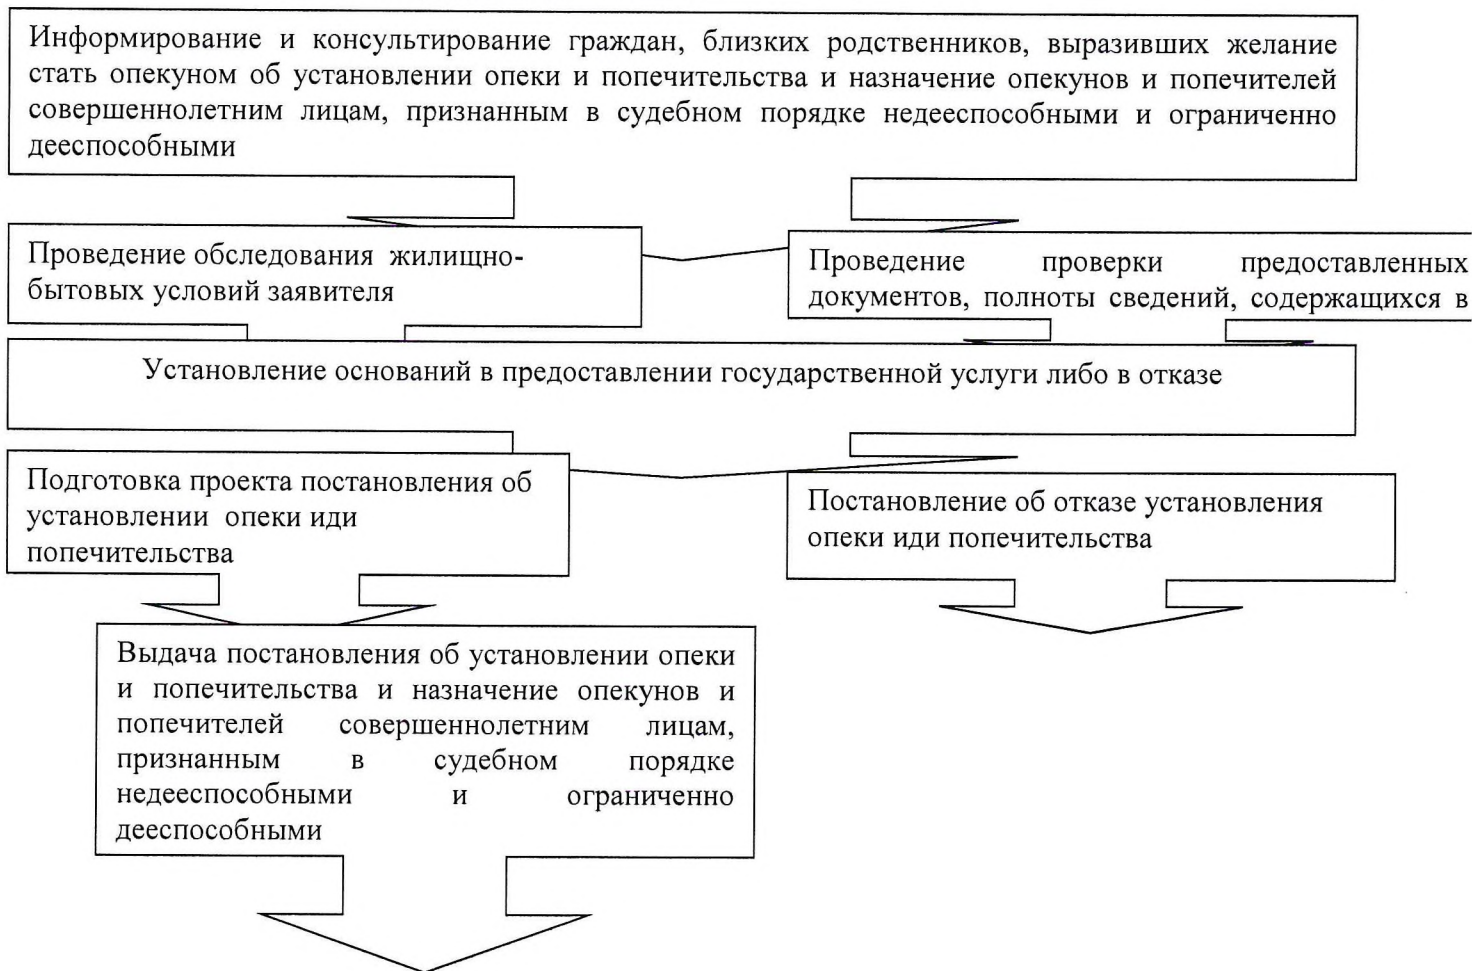 Информирование и консультирование граждан, близких родственников, выразивших желание
стать опекуном об установлении опеки и попечительства и назначение опекунов и попечителей
совершеннолетним лицам, признанным в судебном порядке недееспособными и ограниченно
дееспособными
Проведение обследования жилищно-
бытовых условий заявителя
Проведение проверки предоставленных
документов, полноты сведений, содержащихся в
Установление оснований в предоставлении государственной услуги либо в отказе
Подготовка проекта постановления об
установлении опеки иди
попечительства
Постановление об отказе установления
опеки иди попечительства
Выдача постановления об установлении опеки
и попечительства и назначение опекунов и
попечителей совершеннолетним лицам,
признанным в судебном порядке
недееспособными и ограниченно
дееспособными